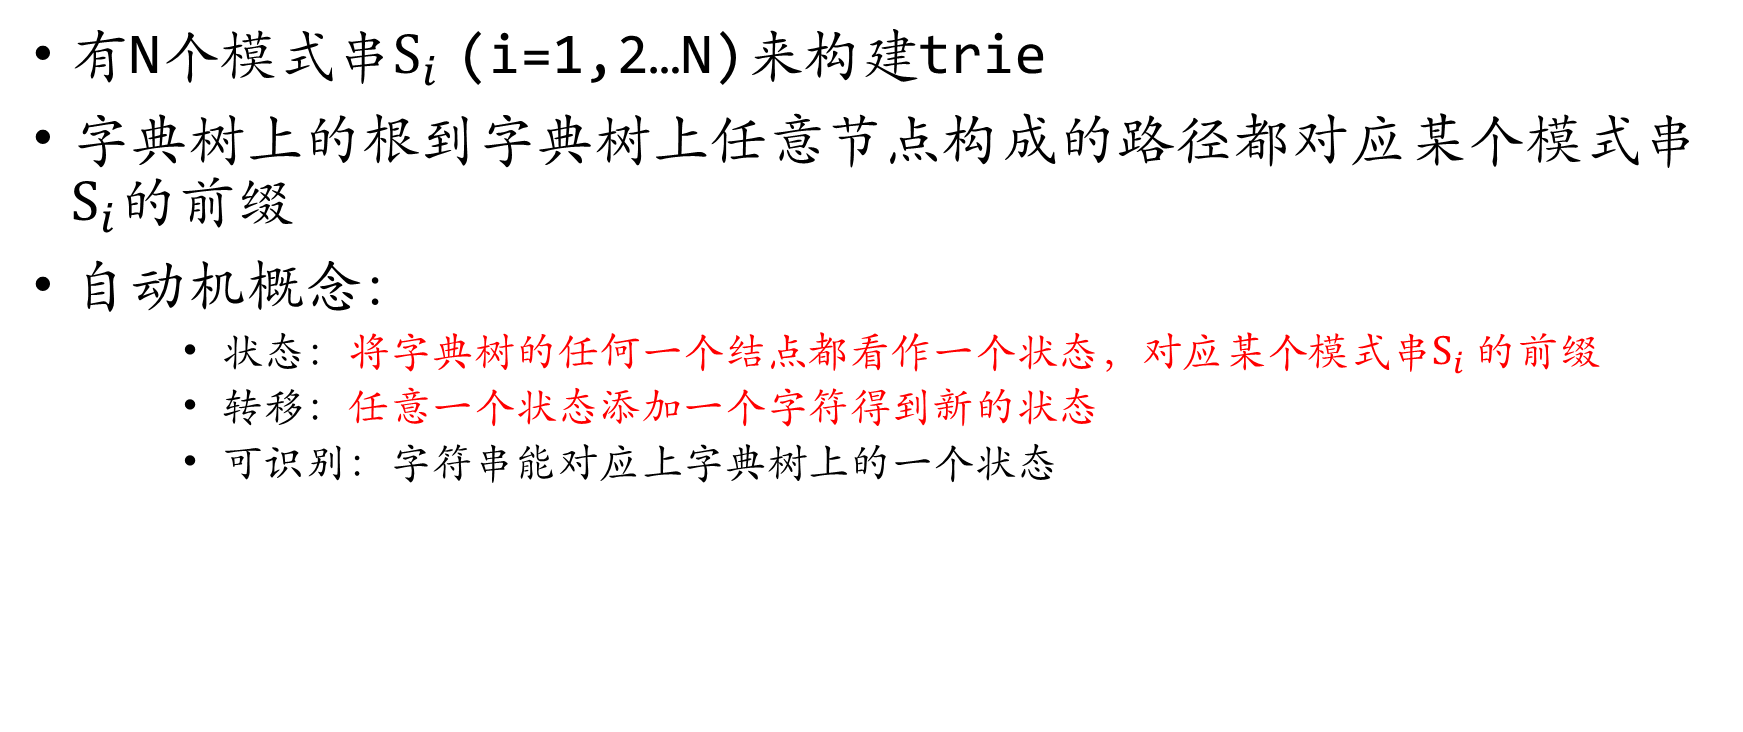 • 有N个模式串Sᵢ (i=1,2…N)来构建trie
• 字典树上的根到字典树上任意节点构成的路径都对应某个模式串
Sᵢ的前缀
• 自动机概念：
• 状态：将字典树的任何一个结点都看作一个状态，对应某个模式串Sᵢ 的前缀
• 转移：任意一个状态添加一个字符得到新的状态
• 可识别：字符串能对应上字典树上的一个状态